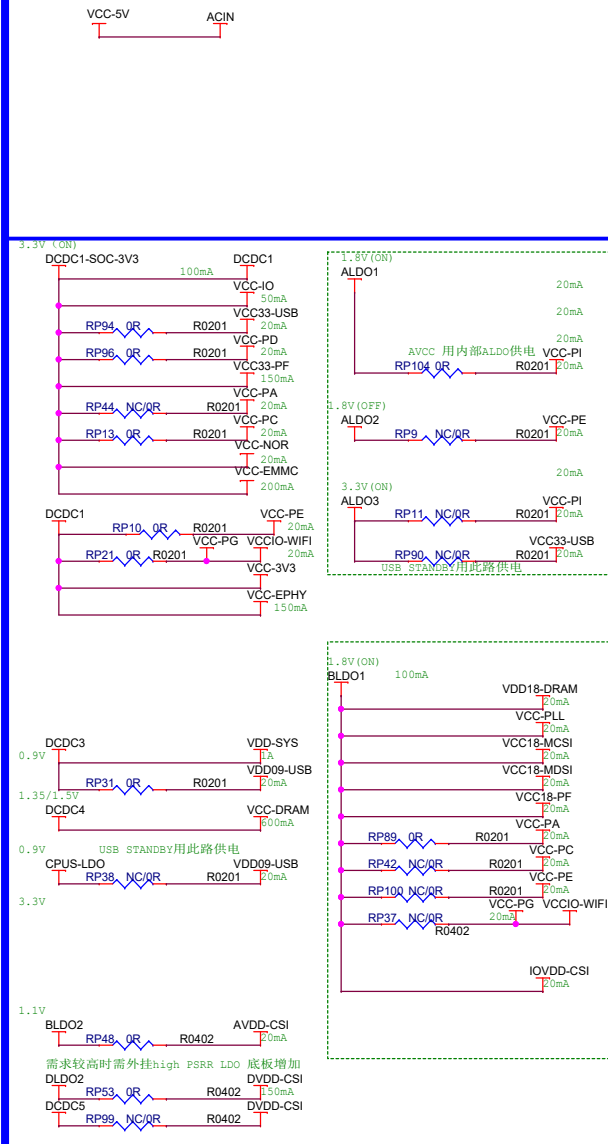 VCC-5V ACIN
3.3V (ON)
DCDC1-SOC-3V3 DCDC1
100mA
VCC-IO
50mA
VCC33-USB
RP94 0R R0201 20mA
VCC-PD
RP96 0R R0201 20mA
VCC33-PF
150mA
VCC-PA
RP44 NC/0R R0201 20mA
VCC-PC
RP13 0R R0201 20mA
VCC-NOR
20mA
VCC-EMMC
200mA
DCDC1 VCC-PE
RP10 0R R0201 20mA
VCC-PG VCCIO-WIFI
RP21 0R R0201 20mA
VCC-3V3
VCC-EPHY
150mA
1.8V(ON)
ALDO1
20mA
20mA
20mA
AVCC 用内部ALDO供电 VCC-PI
RP104 0R R0201 20mA
1.8V(OFF)
ALDO2 VCC-PE
RP9 NC/0R R0201 20mA
20mA
3.3V(ON)
ALDO3 VCC-PI
RP11 NC/0R R0201 20mA
VCC33-USB
RP90 NC/0R R0201 20mA
USB STANDBY用此路供电
DCDC3 VDD-SYS
0.9V 1A
VDD09-USB
RP31 0R R0201 20mA
1.35/1.5V
DCDC4 VCC-DRAM
600mA
0.9V USB STANDBY用此路供电
CPUS-LDO VDD09-USB
RP38 NC/0R R0201 20mA
3.3V
1.1V
BLDO2 AVDD-CSI
RP48 0R R0402 20mA
需求较高时需外挂high PSRR LDO 底板增加
DLDO2 DVDD-CSI
RP53 0R R0402 150mA
DCDC5 DVDD-CSI
RP99 NC/0R R0402
1.8V(ON)
BLDO1 100mA
VDD18-DRAM
20mA
VCC-PLL
20mA
VCC18-MCSI
20mA
VCC18-MDSI
20mA
VCC18-PF
20mA
VCC-PA
RP89 0R R0201 20mA
VCC-PC
RP42 NC/0R R0201 20mA
VCC-PE
RP100 NC/0R R0201 20mA
VCC-PG VCCIO-WIFI
RP37 NC/0R 20mA
R0402
IOVDD-CSI
20mA